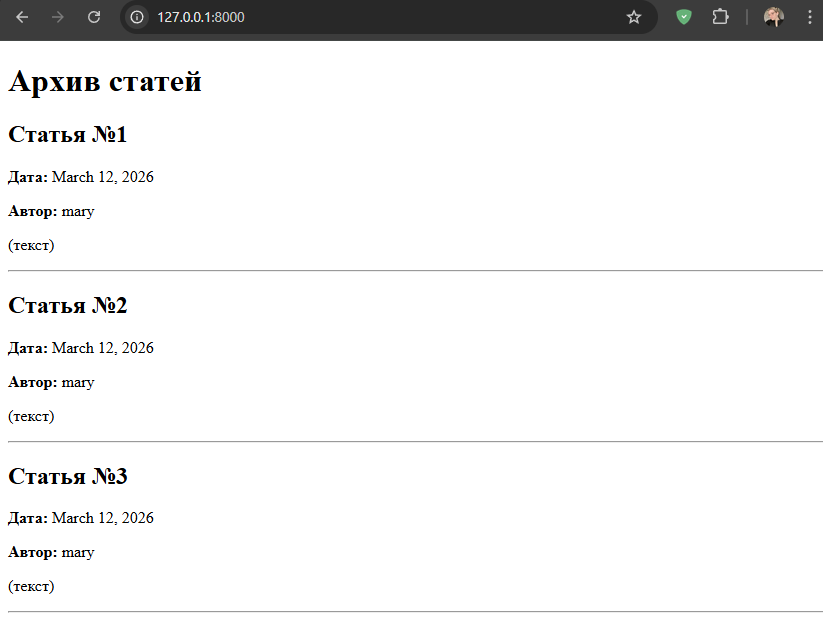 127.0.0.1:8000
Архив статей
Статья №1
Дата: March 12, 2026
Автор: mary
(текст)
Статья №2
Дата: March 12, 2026
Автор: mary
(текст)
Статья №3
Дата: March 12, 2026
Автор: mary
(текст)